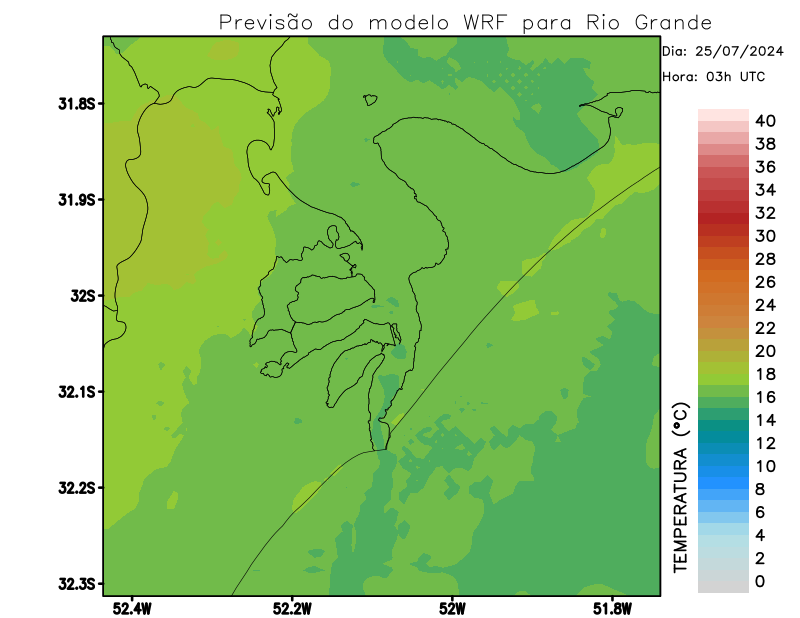 Previsão do modelo WRF para Rio Grande
Dia: 25/07/2024
Hora: 03h UTC
31.8S
31.9S
32S
32.1S
32.2S
32.3S
52.4W
52.2W
52W
51.8W
TEMPERATURA (°C)
40
38
36
34
32
30
28
26
24
22
20
18
16
14
12
10
8
6
4
2
0